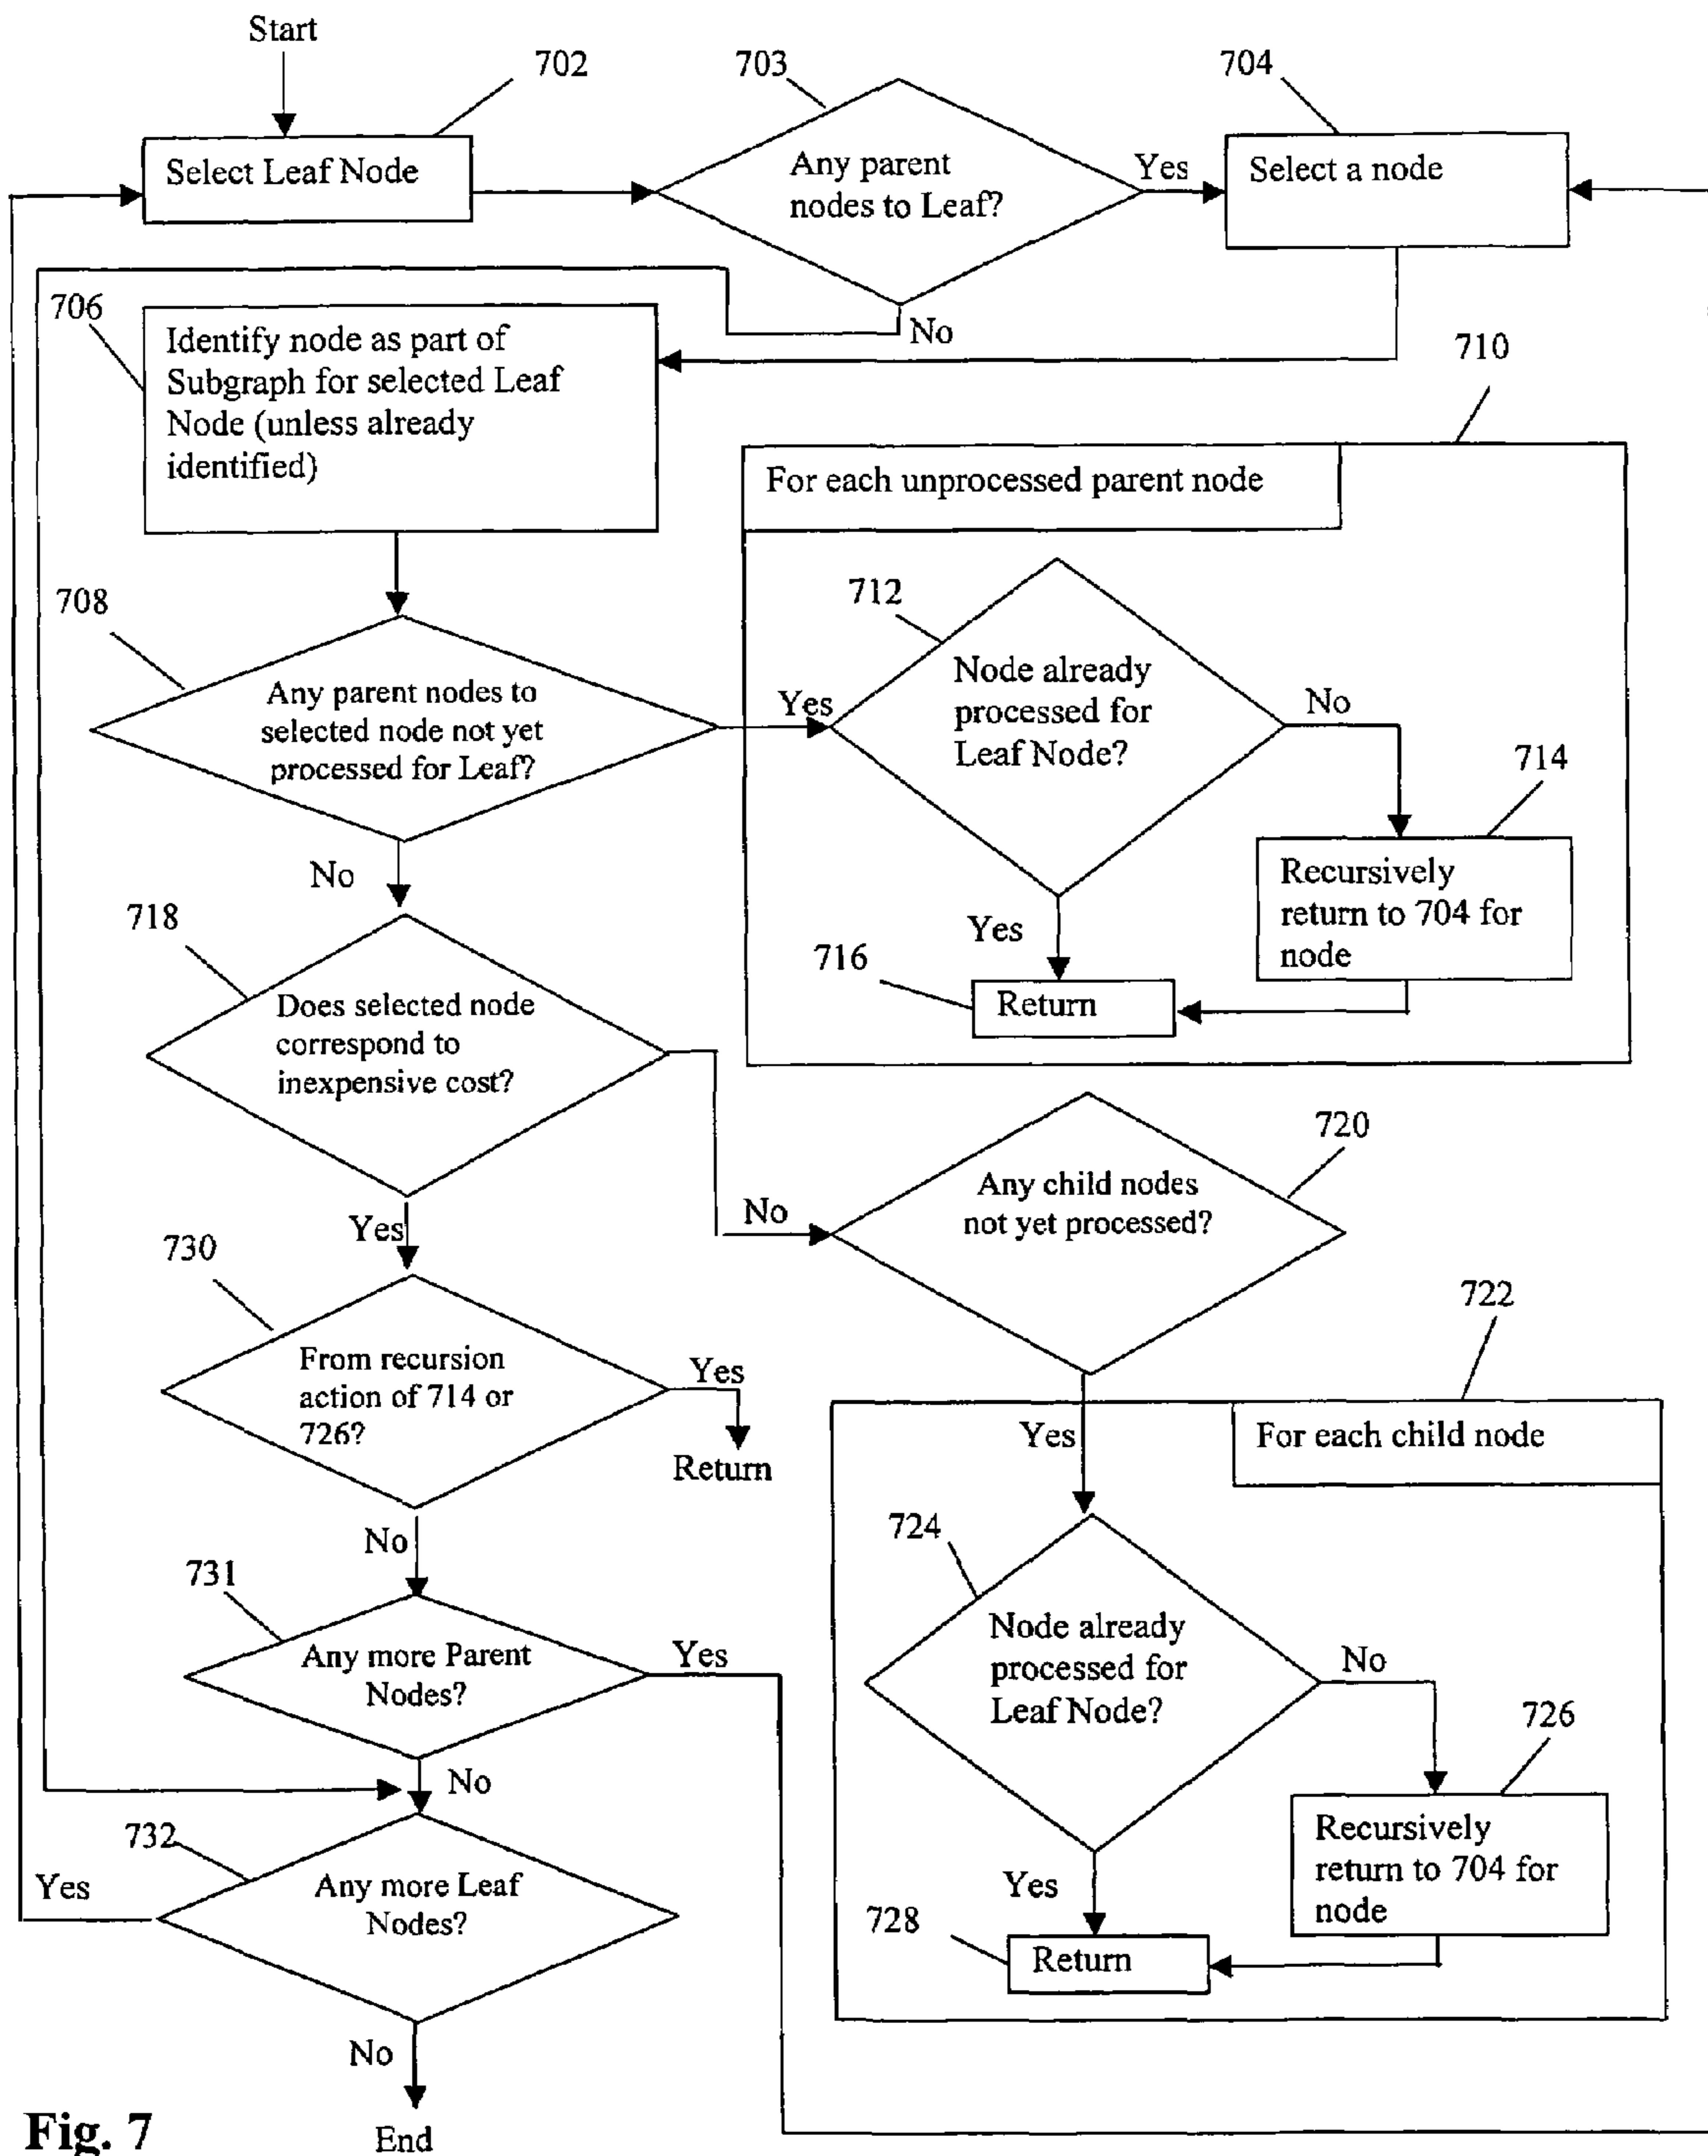 Start
702
703
704
Select Leaf Node
Any parent
nodes to Leaf?
Yes
Select a node
No
706
Identify node as part of
Subgraph for selected Leaf
Node (unless already
identified)
710
For each unprocessed parent node
708
Any parent nodes to
selected node not yet
processed for Leaf?
Yes
712
Node already
processed for
Leaf Node?
No
714
Recursively
return to 704 for
node
Yes
716
Return
No
718
Does selected node
correspond to
inexpensive cost?
No
720
Any child nodes
not yet processed?
Yes
730
From recursion
action of 714 or
726?
Yes
Return
722
For each child node
Yes
724
Node already
processed for
Leaf Node?
No
726
Recursively
return to 704 for
node
Yes
728
Return
No
731
Any more Parent
Nodes?
Yes
No
732
Any more Leaf
Nodes?
Yes
No
End
Fig. 7